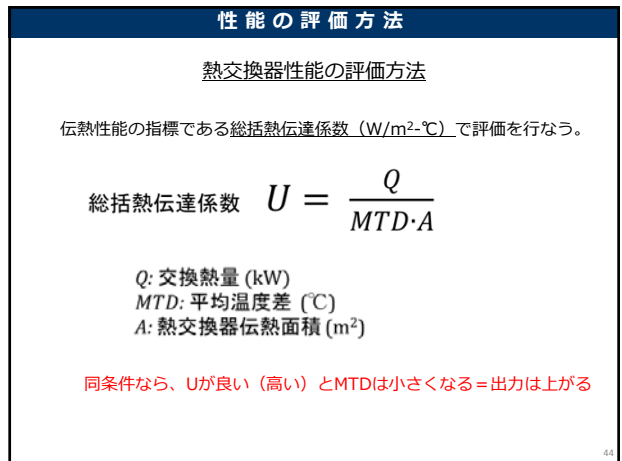 性能の評価方法
熱交換器性能の評価方法
伝熱性能の指標である総括熱伝達係数（W/m²-℃）で評価を行なう。
総括熱伝達係数 U = Q / MTD·A
Q: 交換熱量 (kW)
MTD: 平均温度差 (℃)
A: 熱交換器伝熱面積 (m²)
同条件なら、Uが良い（高い）とMTDは小さくなる＝出力は上がる
44